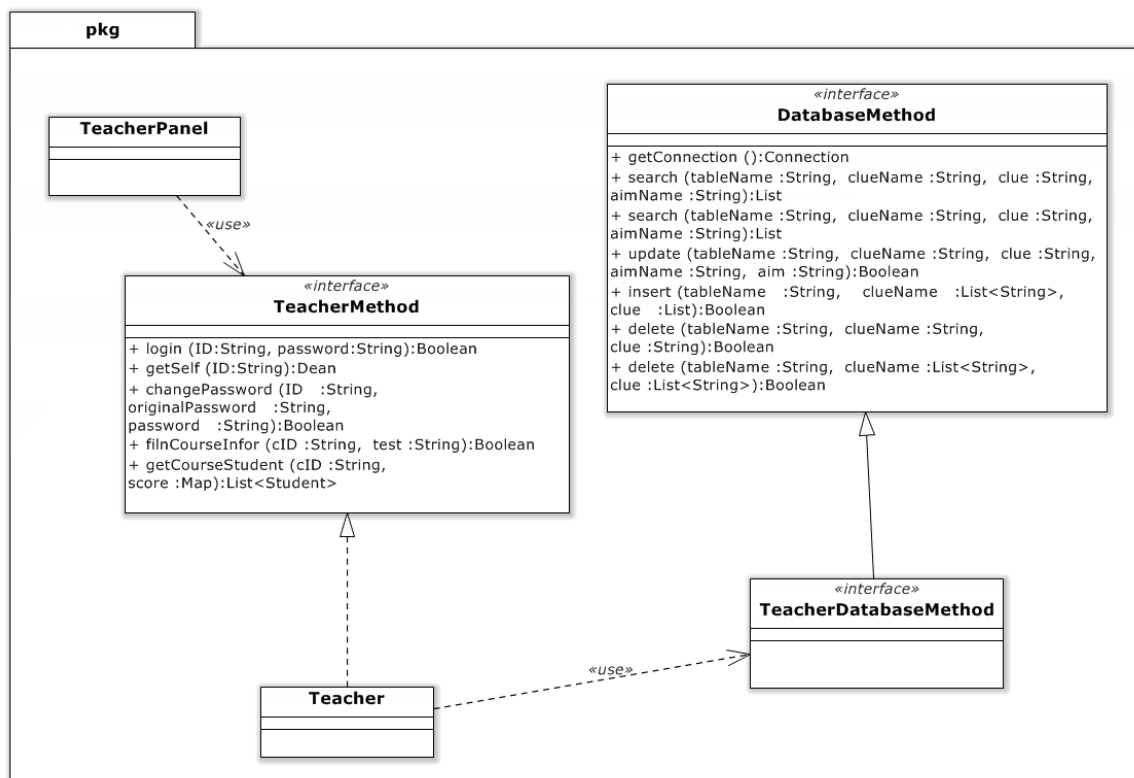 pkg
TeacherPanel
«use»
«interface»
TeacherMethod
+ login (ID:String, password:String):Boolean
+ getSelf (ID:String):Dean
+ changePassword (ID :String,
originalPassword :String,
password :String):Boolean
+ filnCourseInfor (cID :String, test :String):Boolean
+ getCourseStudent (cID :String,
score :Map):List<Student>
«interface»
DatabaseMethod
+ getConnection ():Connection
+ search (tableName :String, clueName :String, clue :String,
aimName :String):List
+ search (tableName :String, clueName :String, clue :String,
aimName :String):List
+ update (tableName :String, clueName :String, clue :String,
aimName :String, aim :String):Boolean
+ insert (tableName :String, clueName :List<String>,
clue :List):Boolean
+ delete (tableName :String, clueName :String,
clue :String):Boolean
+ delete (tableName :String, clueName :List<String>,
clue :List<String>):Boolean
«interface»
TeacherDatabaseMethod
«use»
Teacher